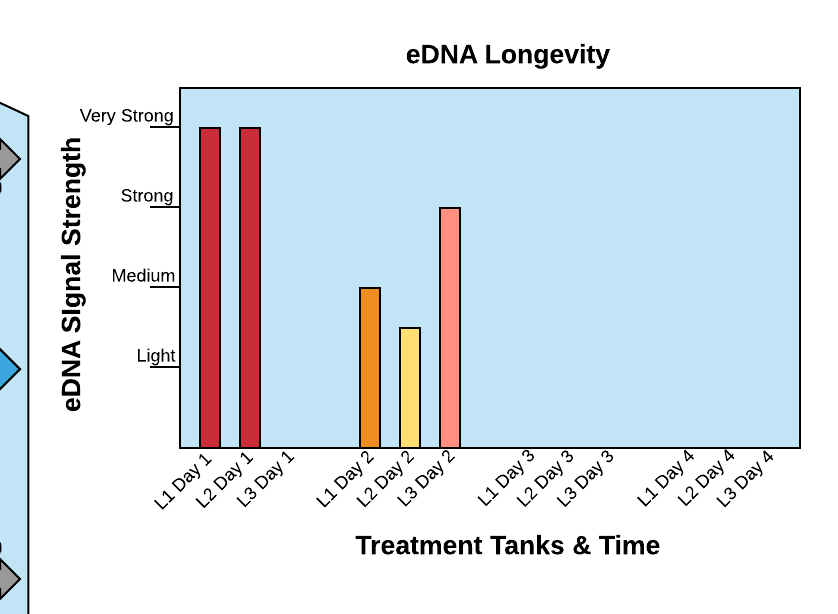 eDNA Longevity
Very Strong
Strong
Medium
Light
eDNA SIgnal Strength
L1 Day 1
L2 Day 1
L3 Day 1
L1 Day 2
L2 Day 2
L3 Day 2
L1 Day 3
L2 Day 3
L3 Day 3
L1 Day 4
L2 Day 4
L3 Day 4
Treatment Tanks & Time